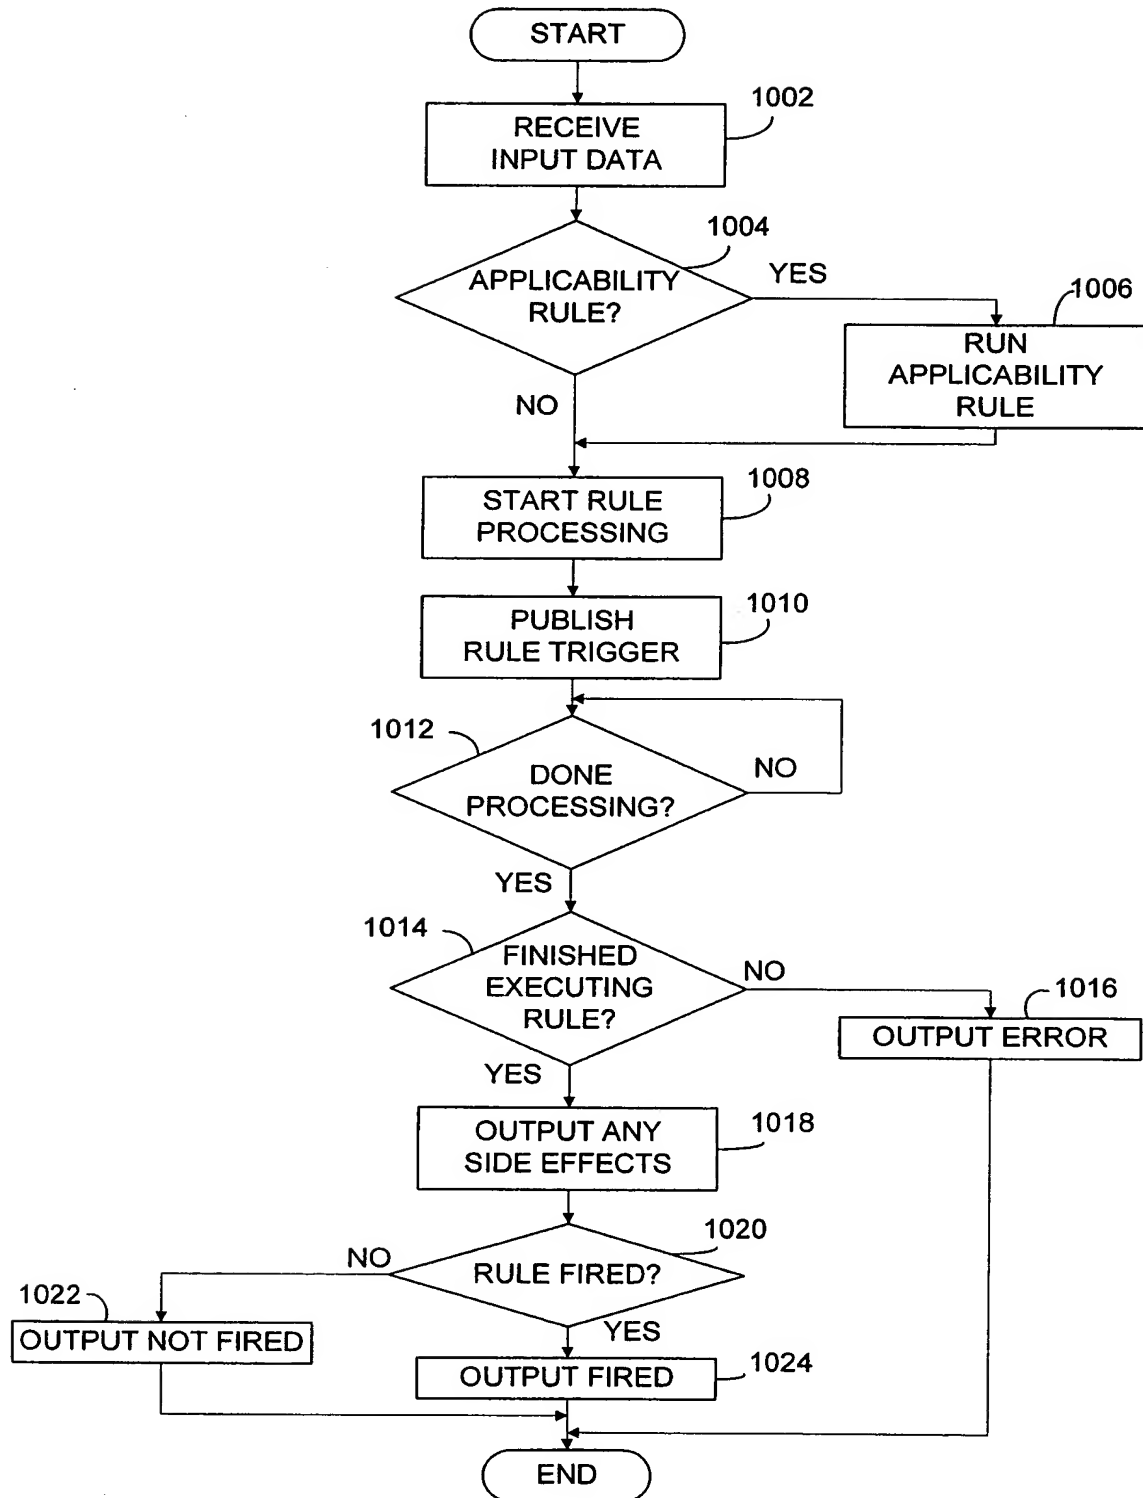 START
1002
RECEIVE
INPUT DATA
1004
APPLICABILITY
RULE?
YES
1006
RUN
APPLICABILITY
RULE
NO
1008
START RULE
PROCESSING
1010
PUBLISH
RULE TRIGGER
1012
DONE
PROCESSING?
NO
YES
1014
FINISHED
EXECUTING
RULE?
NO
1016
OUTPUT ERROR
YES
1018
OUTPUT ANY
SIDE EFFECTS
1020
NO
RULE FIRED?
1022
OUTPUT NOT FIRED
YES
1024
OUTPUT FIRED
END